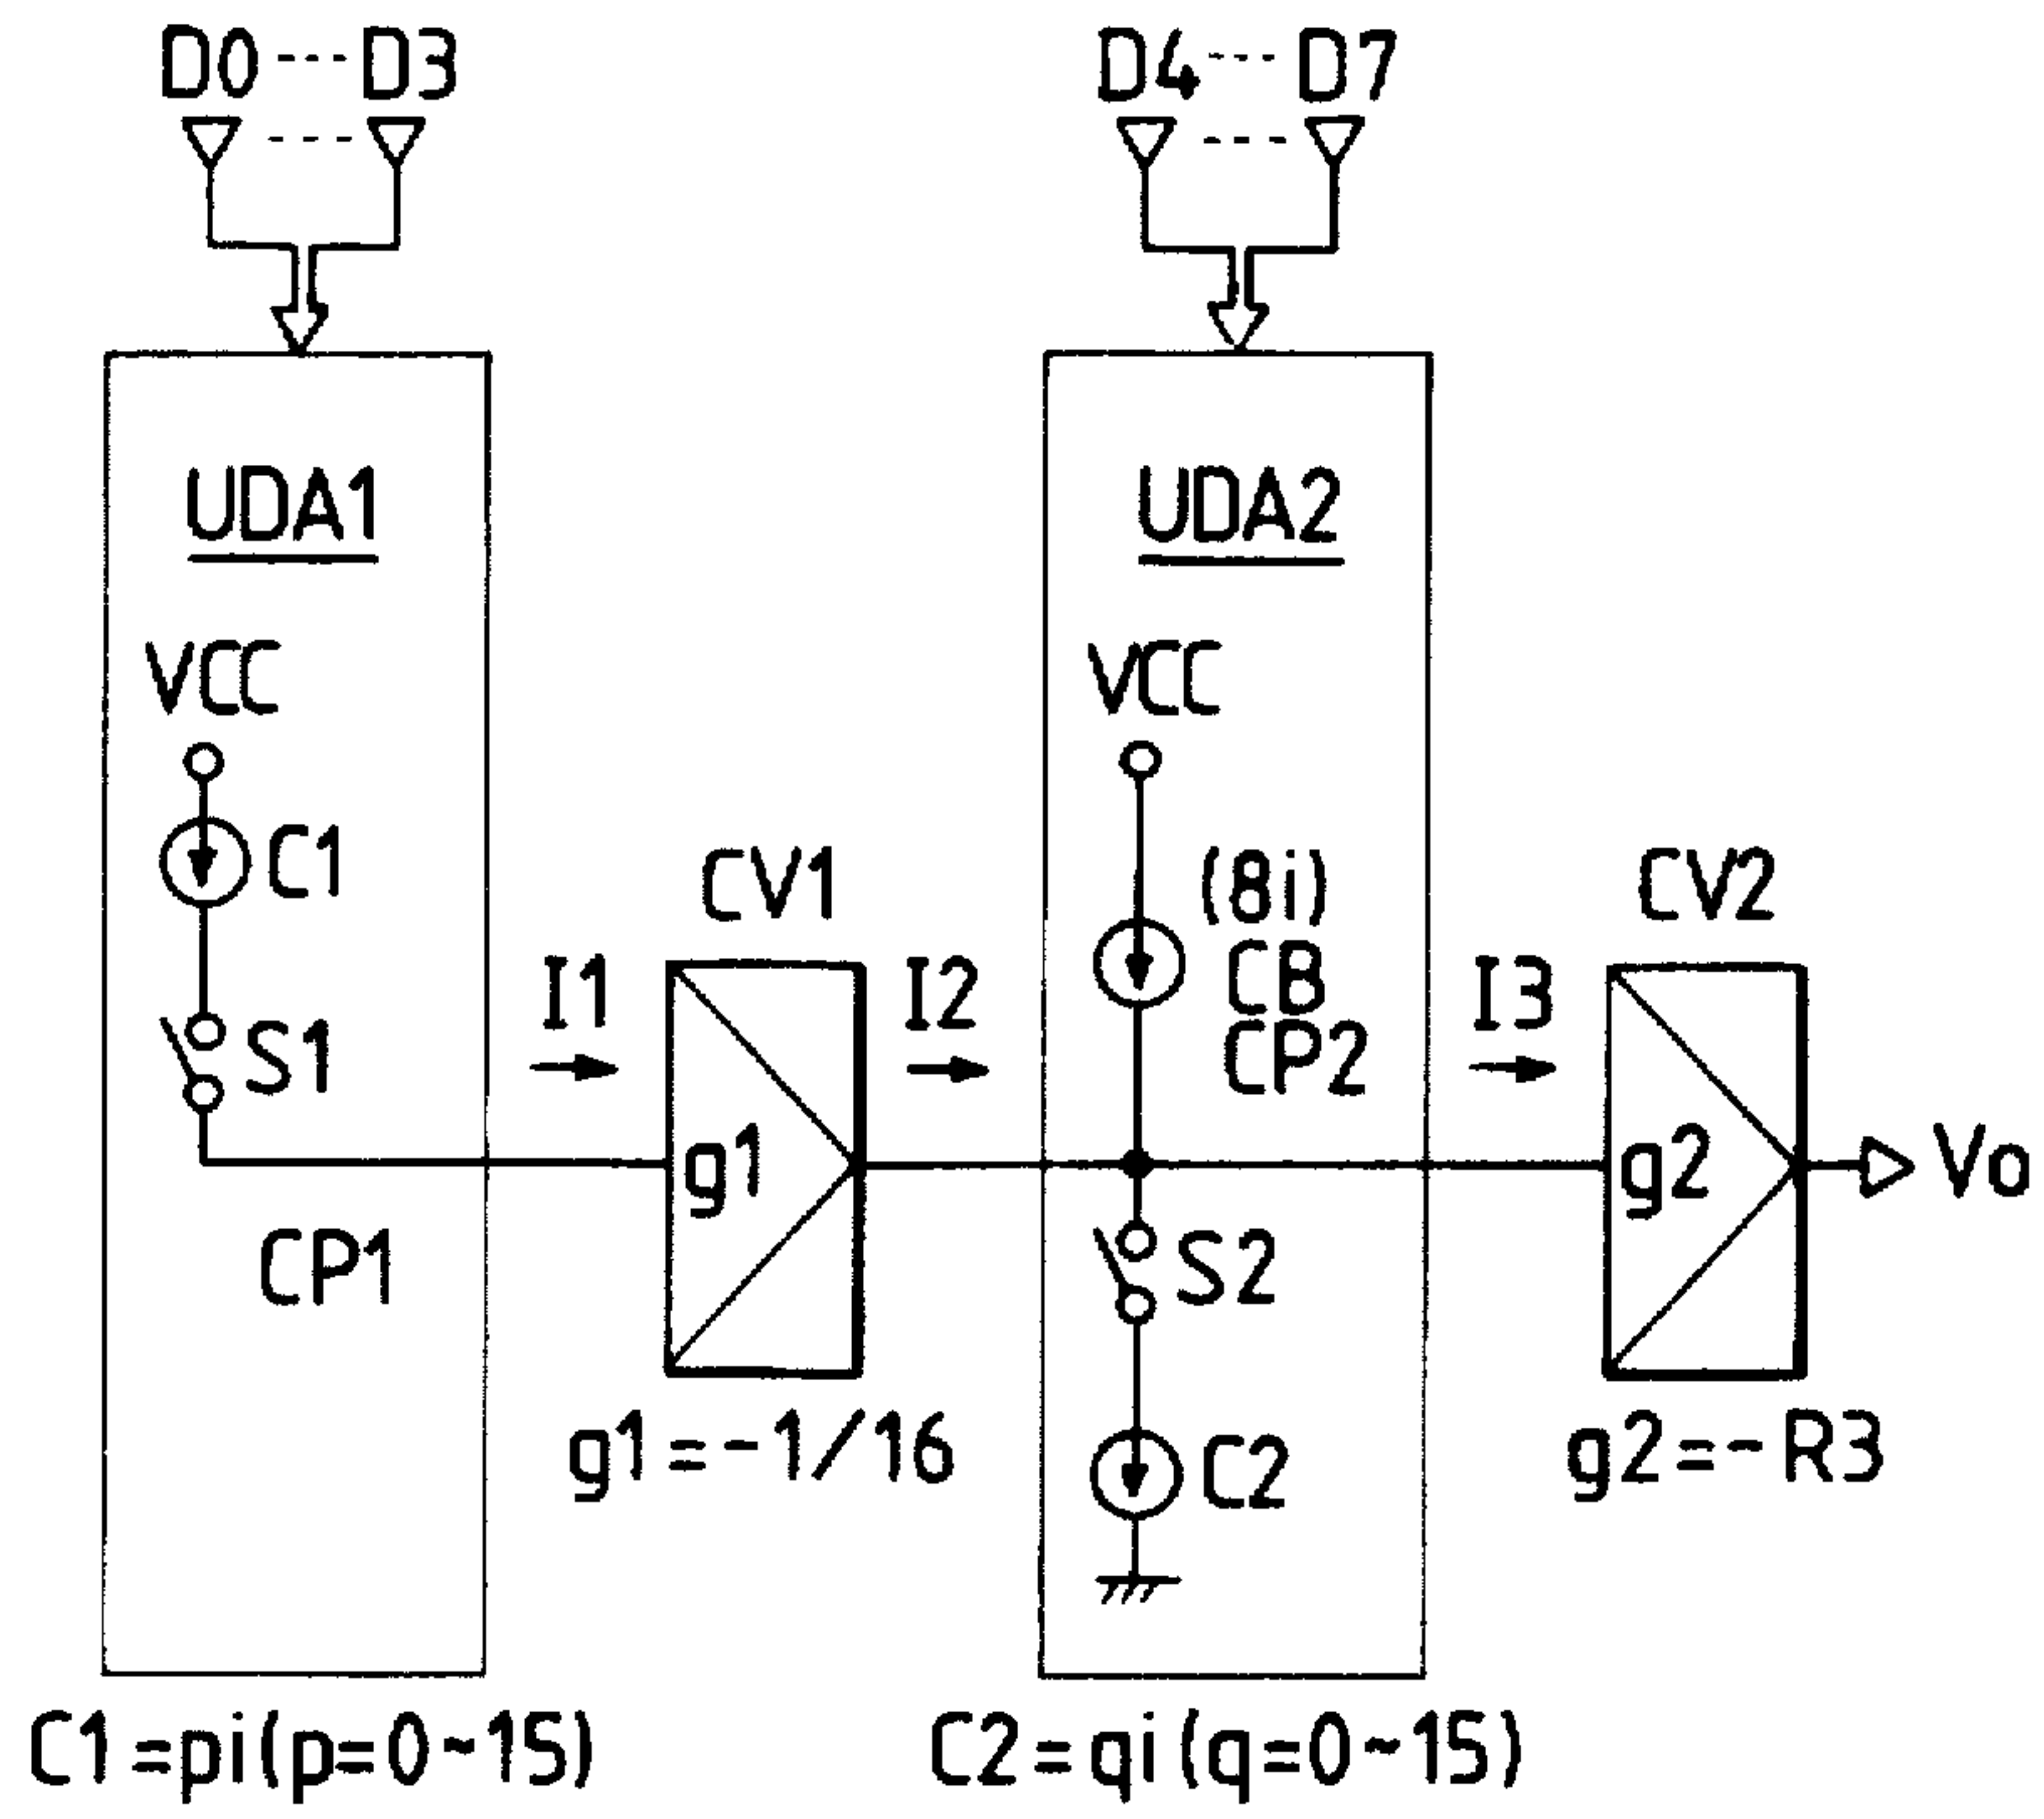 D0 --- D3
D4 --- D7
UDA1
UDA2
VCC
VCC
C1
CV1
(8i)
CB
CP2
CV2
S1
I1
I2
I3
g1
g2
Vo
CP1
S2
g1=-1/16
C2
g2=-R3
C1=pi(p=0~15)
C2=qi(q=0~15)